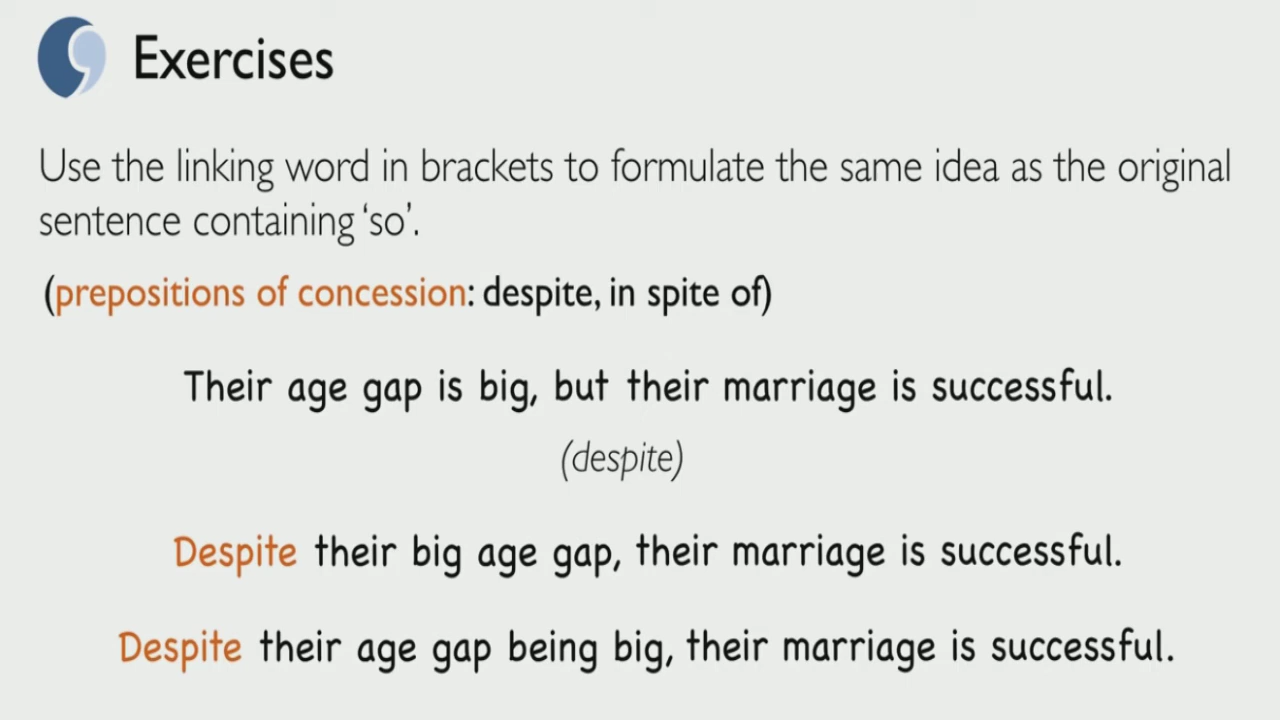 Exercises
Use the linking word in brackets to formulate the same idea as the original
sentence containing ‘so’.
(prepositions of concession: despite, in spite of)
Their age gap is big, but their marriage is successful.
(despite)
Despite their big age gap, their marriage is successful.
Despite their age gap being big, their marriage is successful.